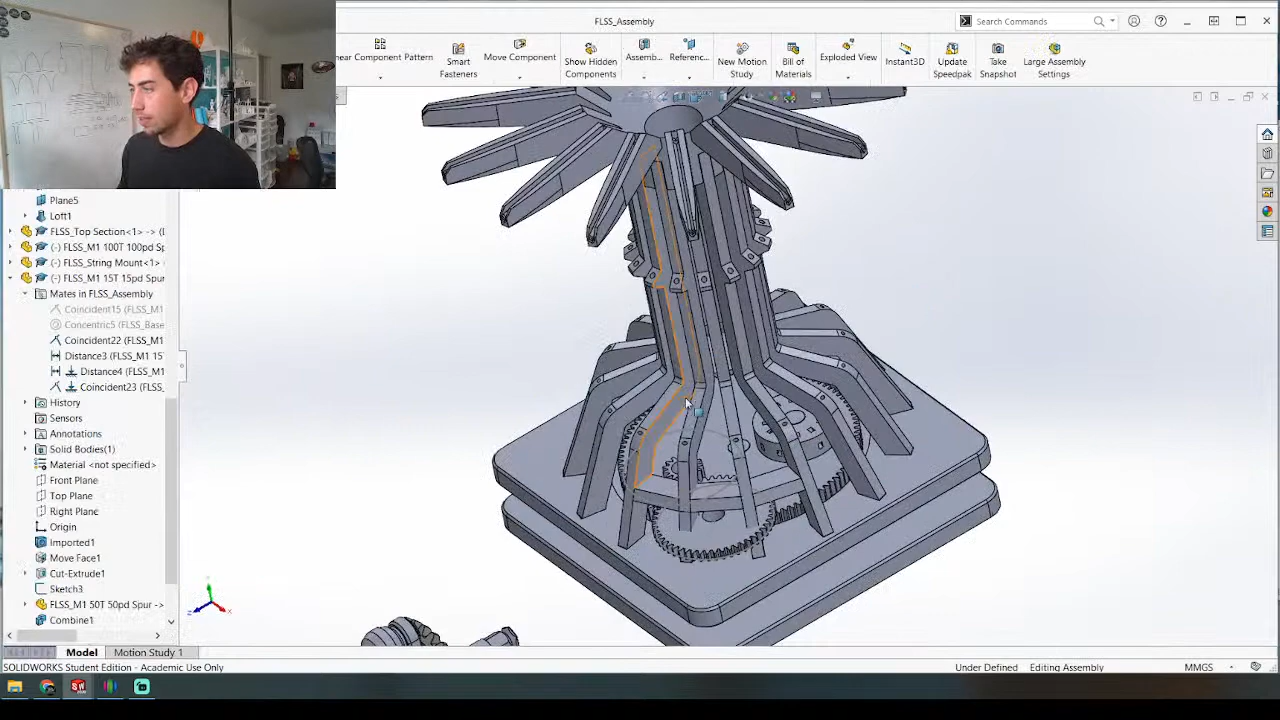 FLSS_Assembly
Search Commands
near Component Pattern
Smart Fasteners
Move Component
Show Hidden Components
Assemb...
Referenc...
New Motion Study
Bill of Materials
Exploded View
Instant3D
Update Speedpak
Take Snapshot
Large Assembly Settings
Plane5
Loft1
FLSS_Top Section<1> -> (D
(-) FLSS_M1 100T 100pd Sp
(-) FLSS_String Mount<1>
(-) FLSS_M1 15T 15pd Spur
Mates in FLSS_Assembly
Coincident15 (FLSS_M1
Concentric5 (FLSS_Base
Coincident22 (FLSS_M1
Distance3 (FLSS_M1 15
Distance4 (FLSS_M1
Coincident23 (FLSS_
History
Sensors
Annotations
Solid Bodies(1)
Material <not specified>
Front Plane
Top Plane
Right Plane
Origin
Imported1
Move Face1
Cut-Extrude1
Sketch3
FLSS_M1 50T 50pd Spur ->
Combine1
Model
Motion Study 1
SOLIDWORKS Student Edition - Academic Use Only
Under Defined
Editing Assembly
MMGS